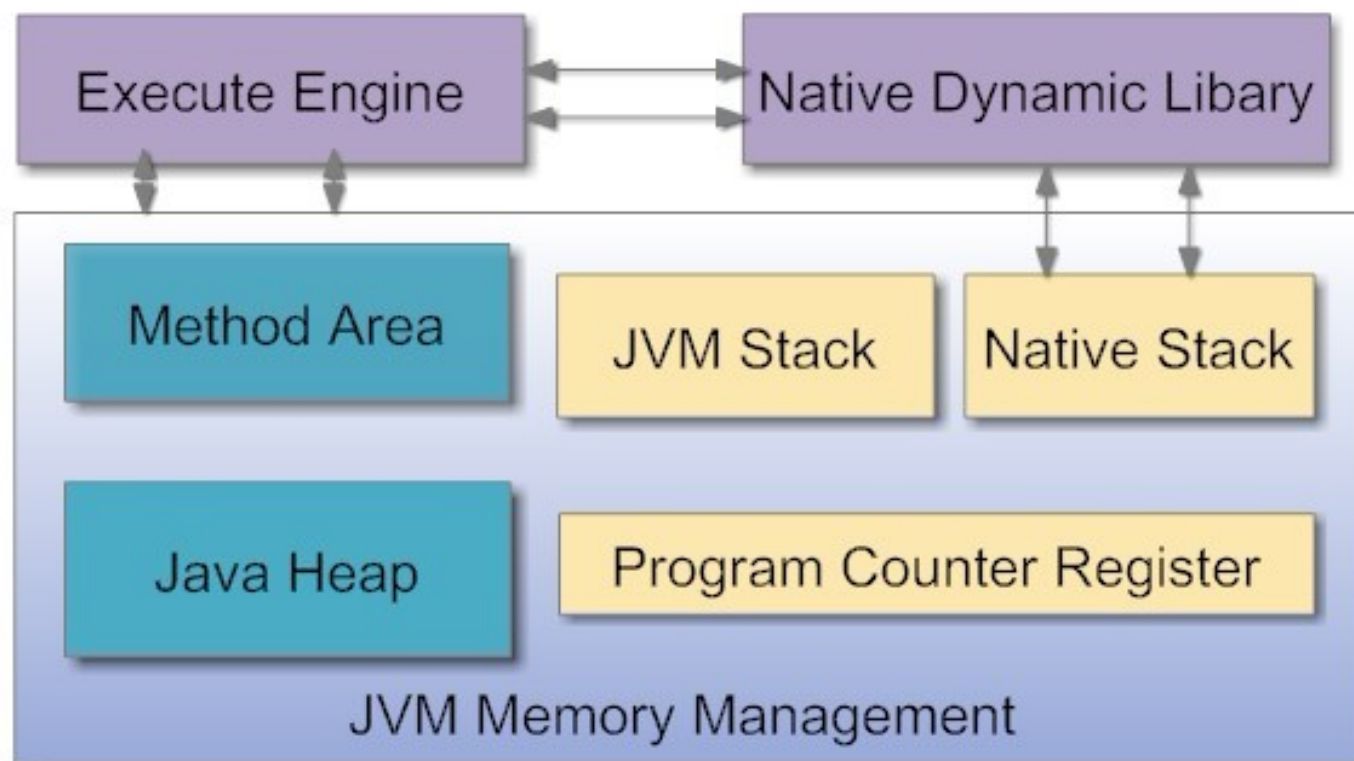 Execute Engine
Native Dynamic Libary
Method Area
JVM Stack
Native Stack
Java Heap
Program Counter Register
JVM Memory Management